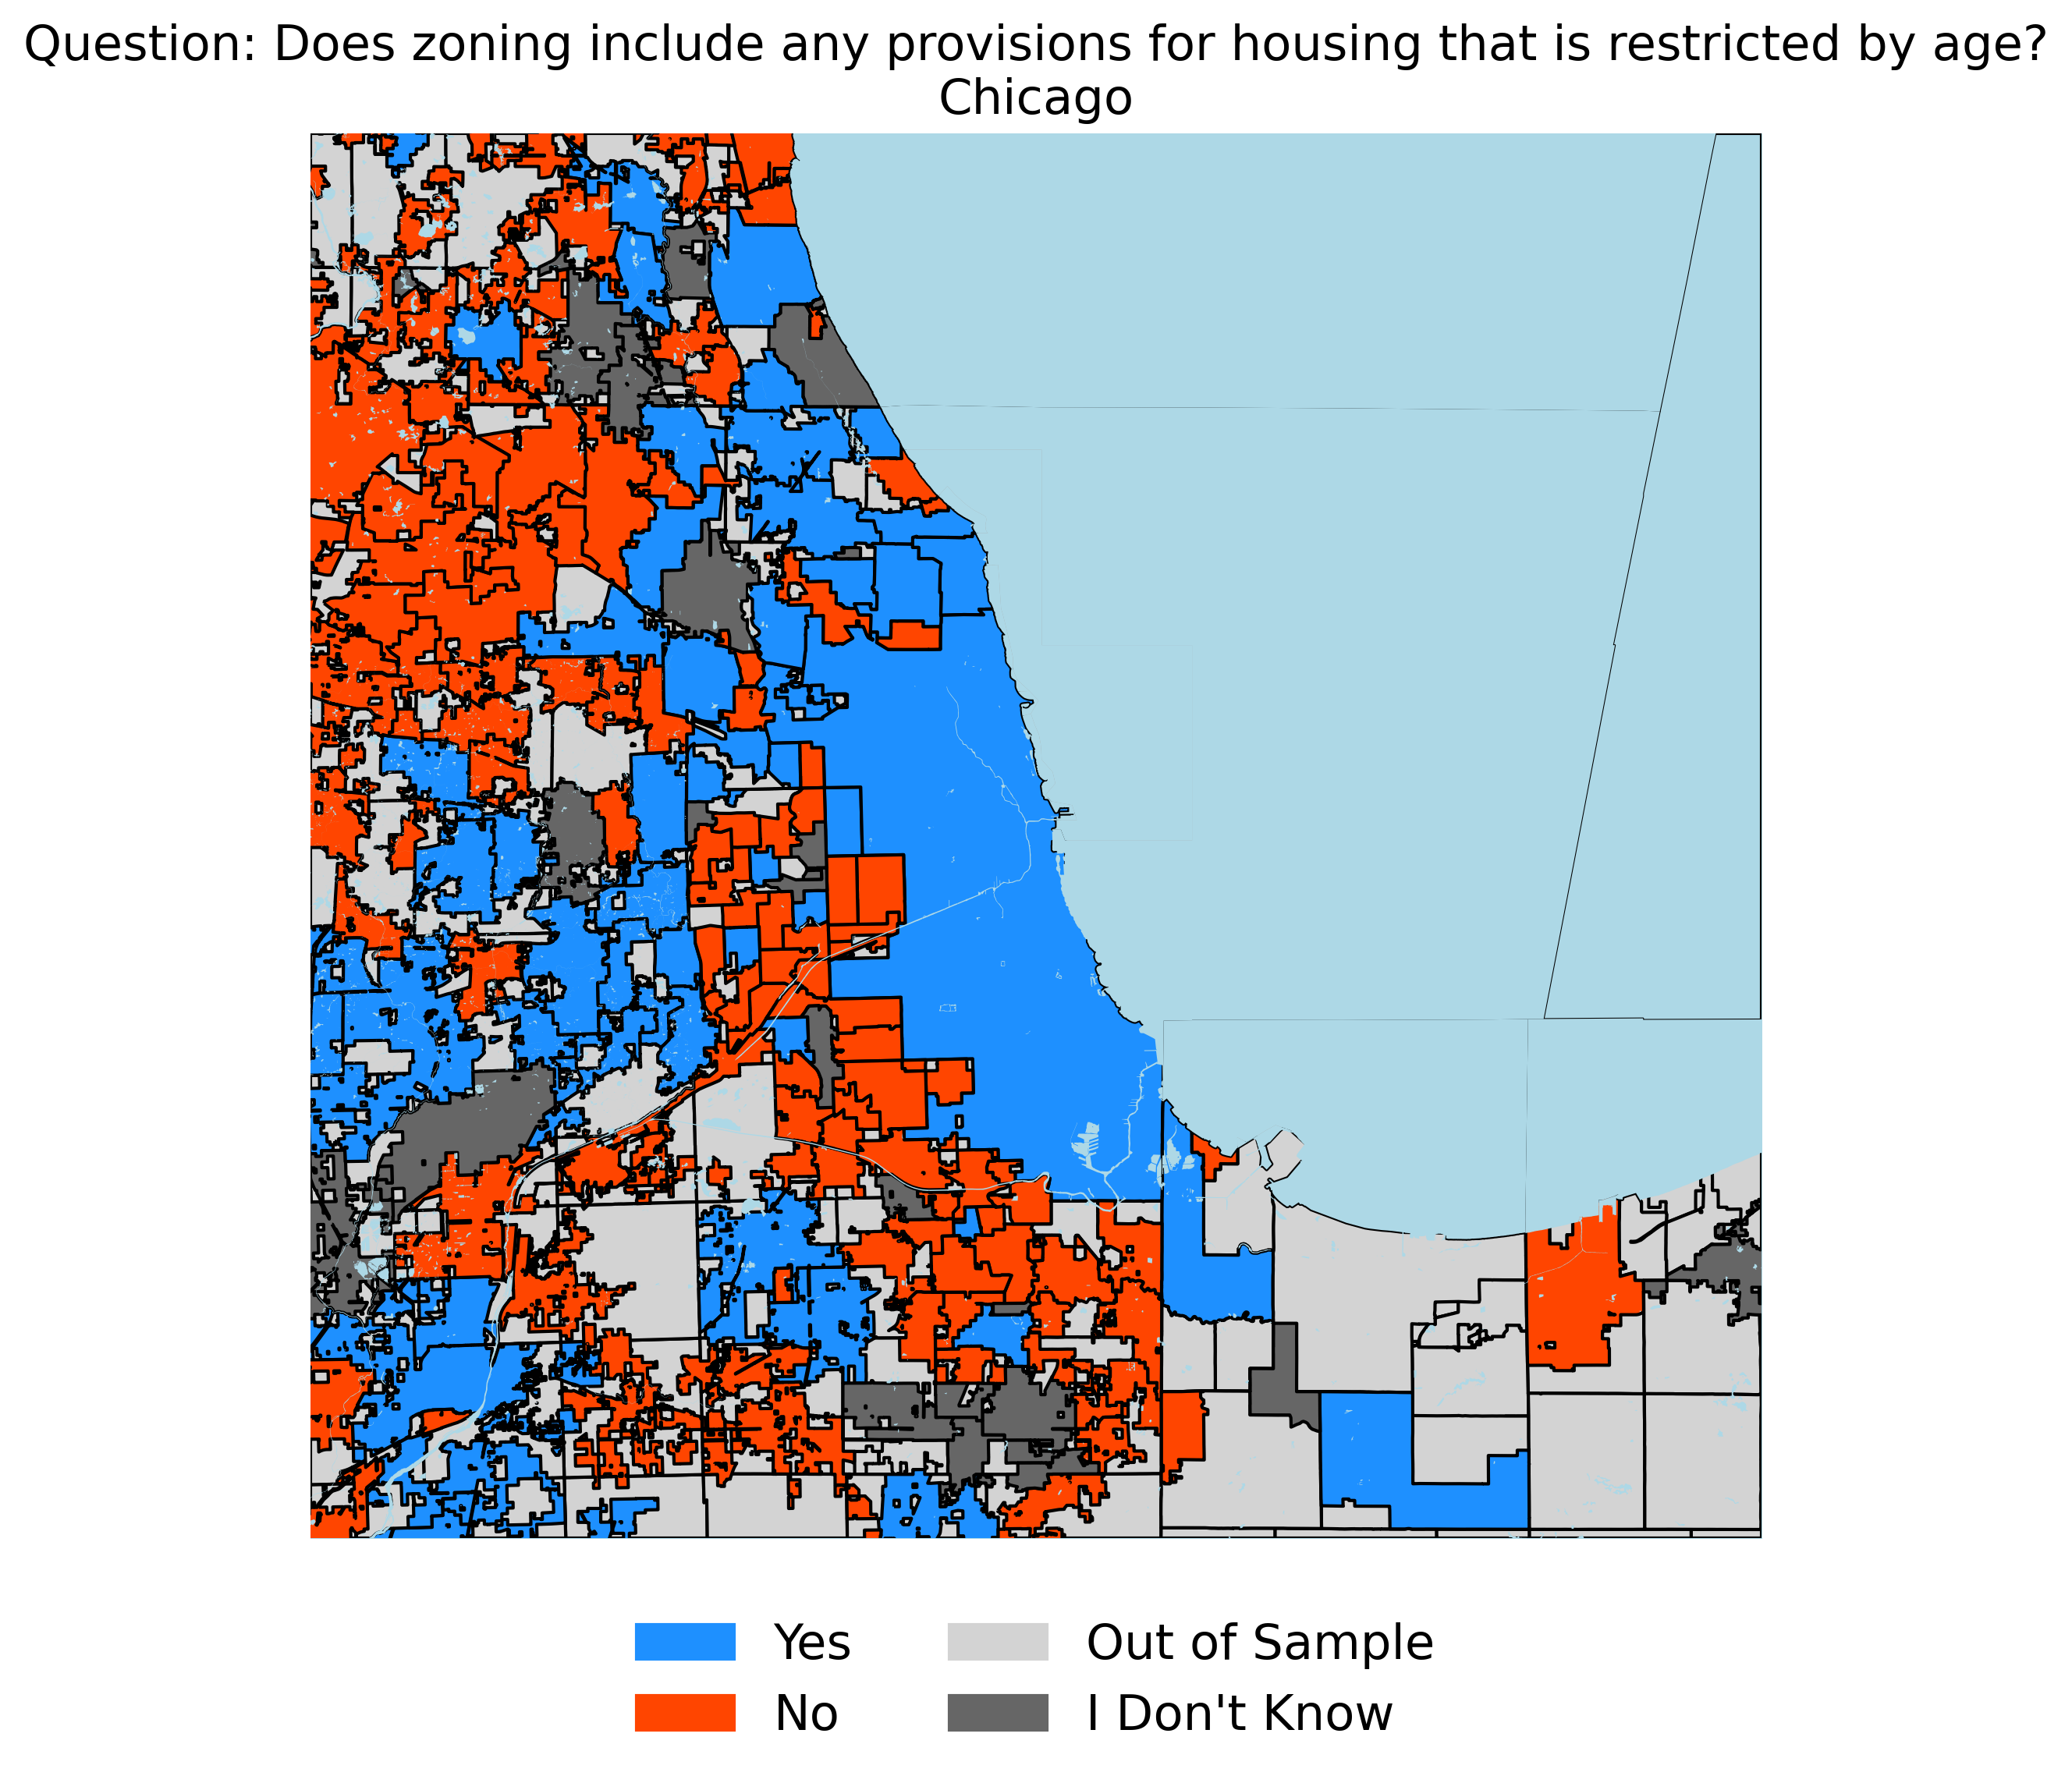 Question: Does zoning include any provisions for housing that is restricted by age?
Chicago
Yes
No
Out of Sample
I Don't Know